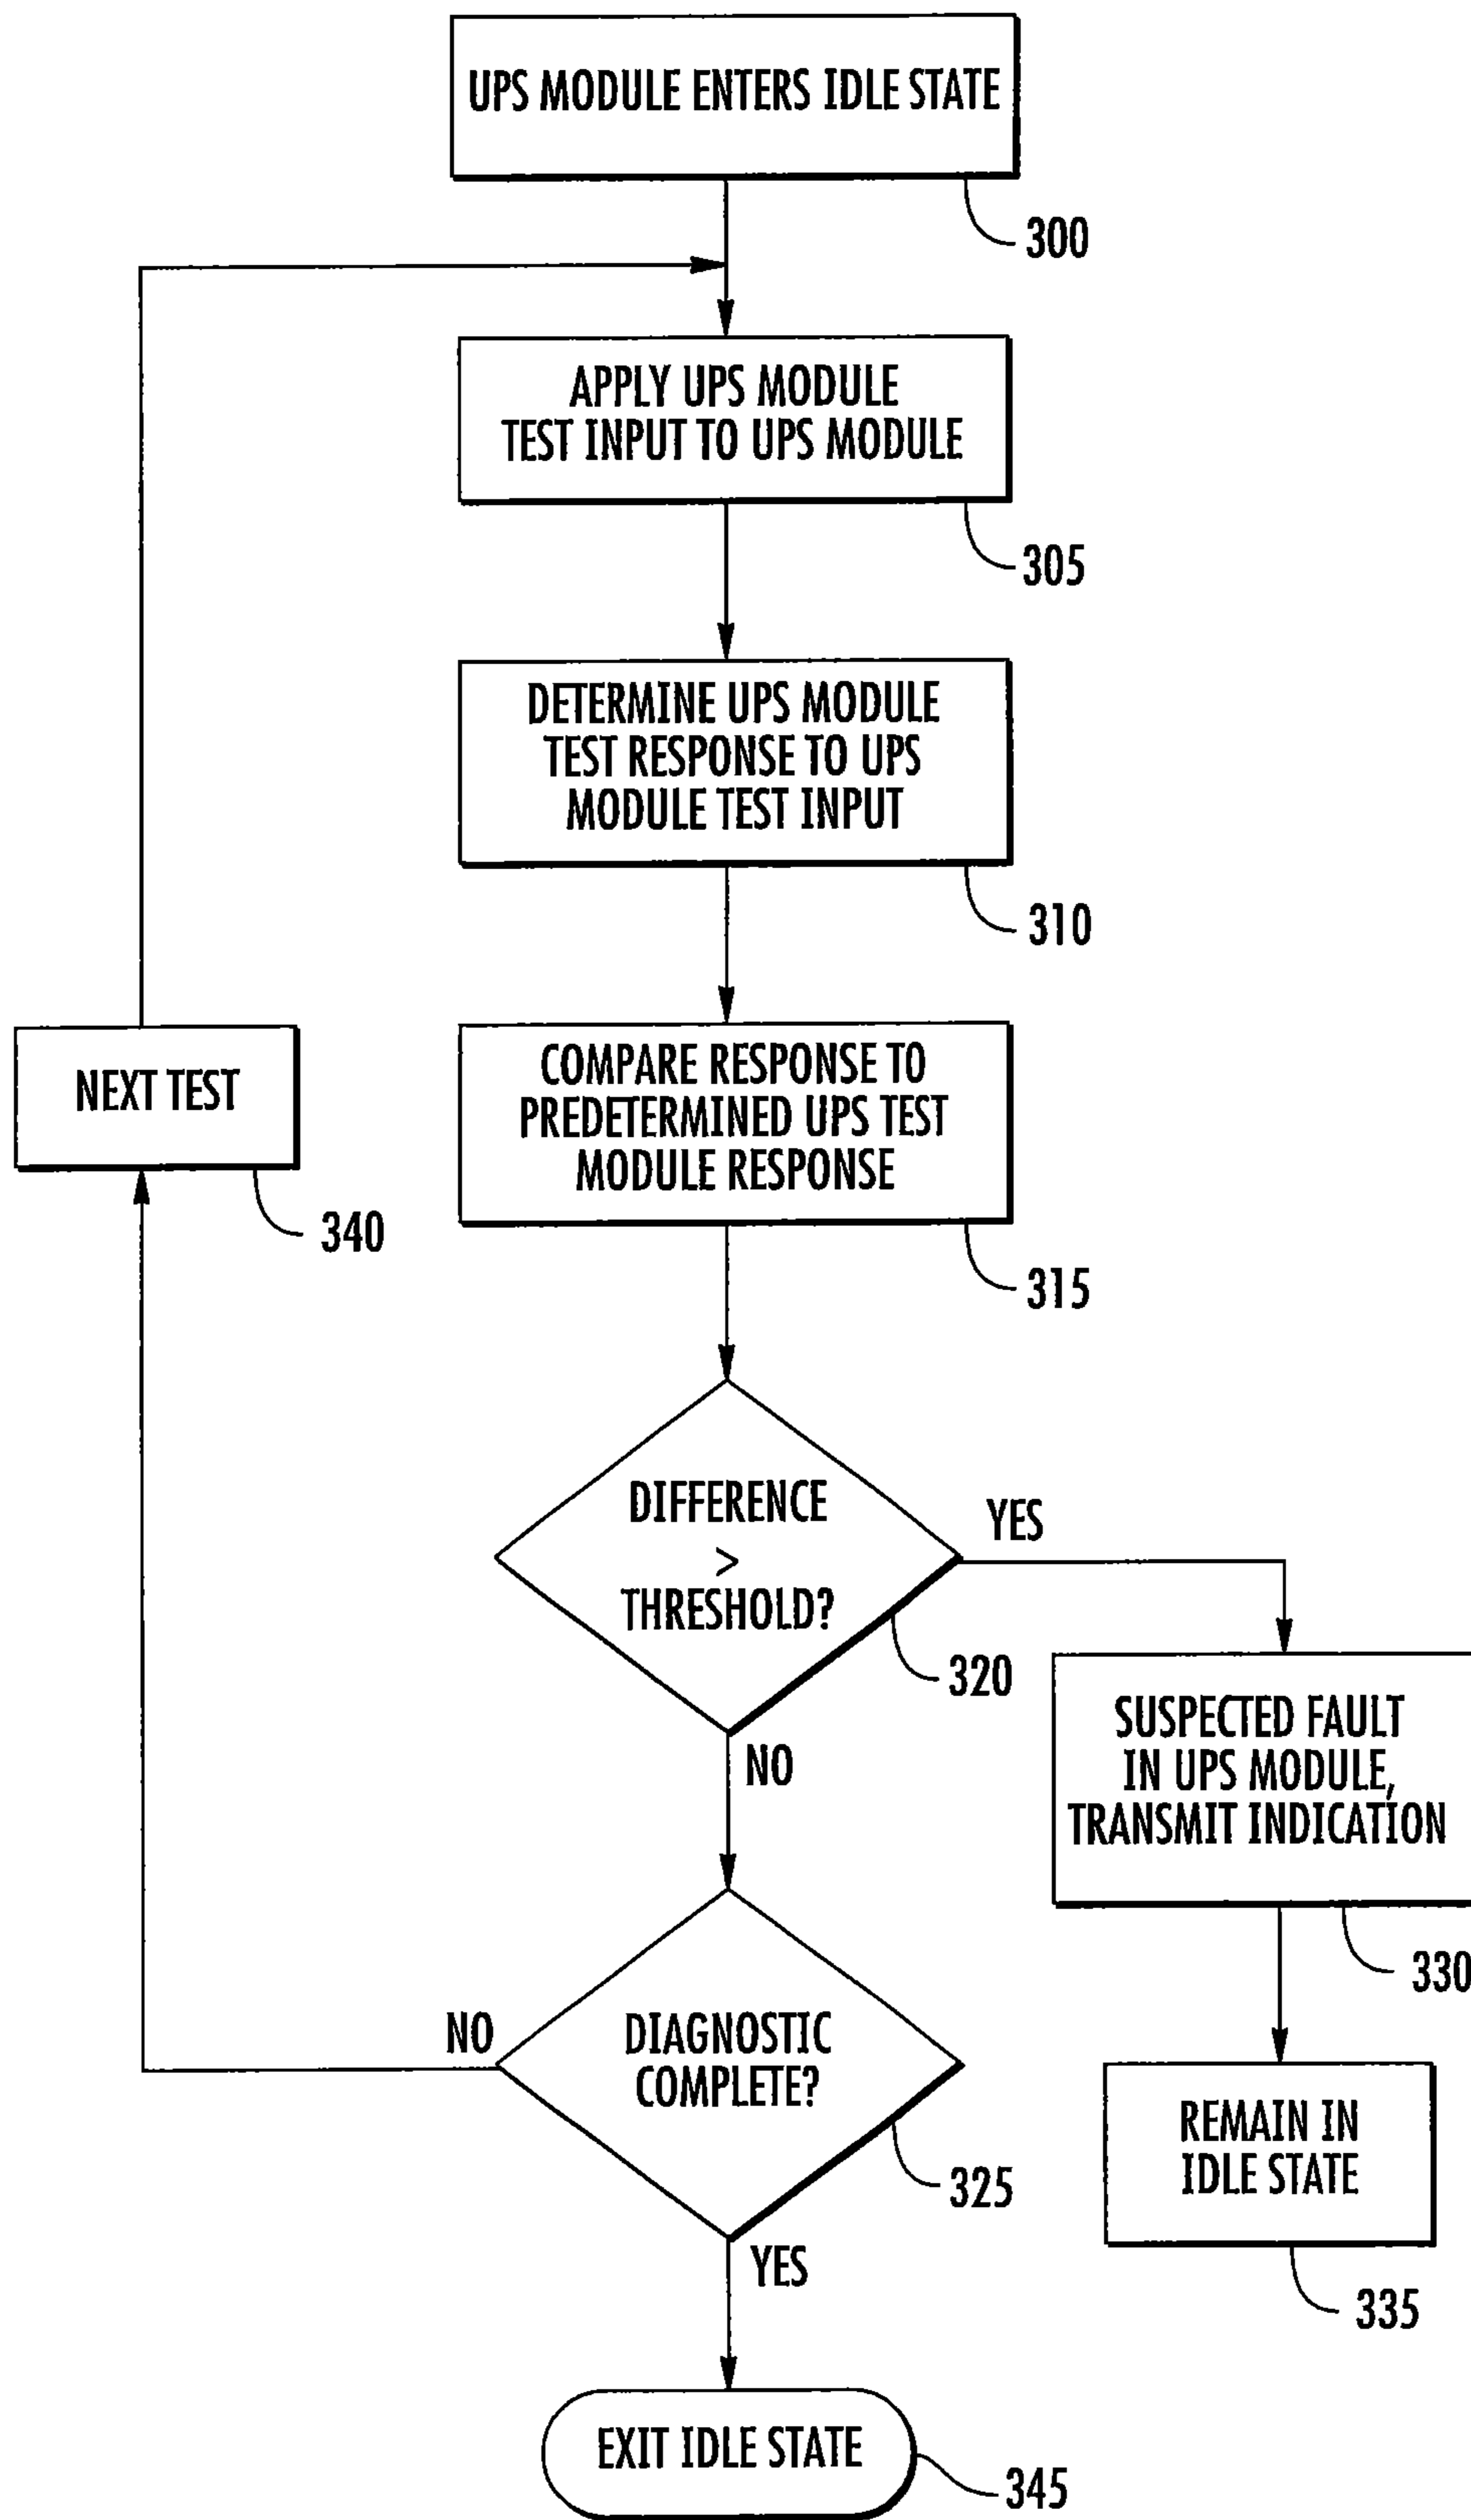 UPS MODULE ENTERS IDLE STATE
300
APPLY UPS MODULE
TEST INPUT TO UPS MODULE
305
DETERMINE UPS MODULE
TEST RESPONSE TO UPS
MODULE TEST INPUT
310
COMPARE RESPONSE TO
PREDETERMINED UPS TEST
MODULE RESPONSE
315
NEXT TEST
340
DIFFERENCE
>
THRESHOLD?
320
YES
NO
SUSPECTED FAULT
IN UPS MODULE,
TRANSMIT INDICATION
330
DIAGNOSTIC
COMPLETE?
325
NO
YES
REMAIN IN
IDLE STATE
335
EXIT IDLE STATE
345